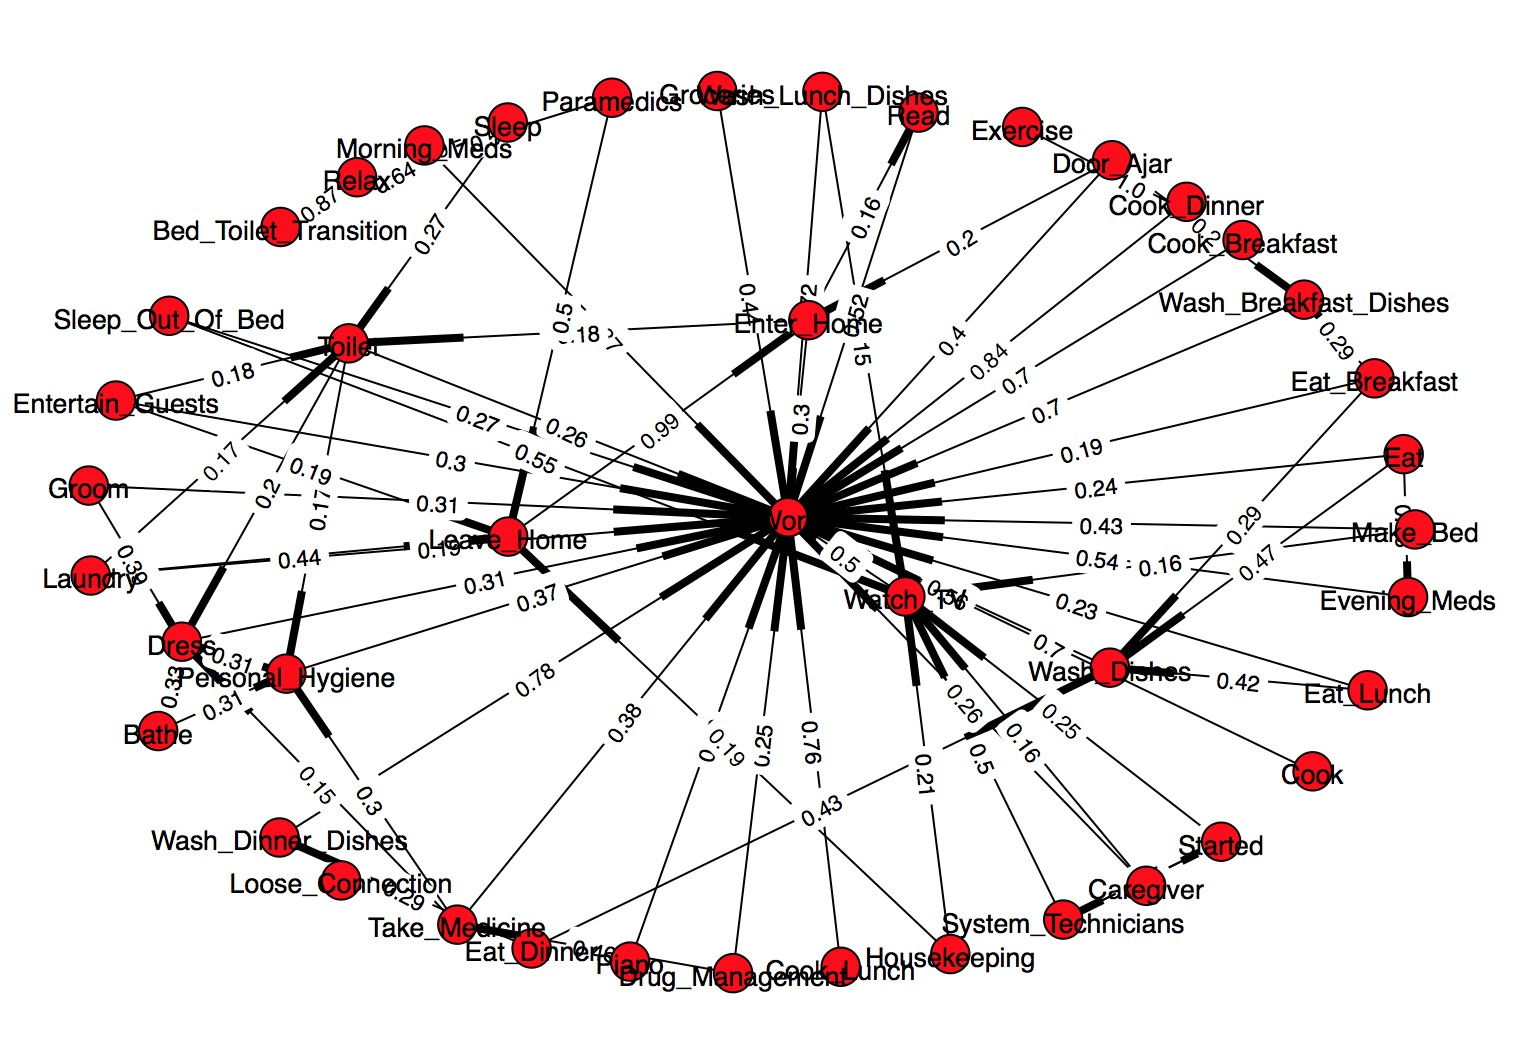 Paramedics
Groceries
Wash_Lunch_Dishes
Read
Sleep
Exercise
Morning_Meds
Door_Ajar
Relax
0.64
1.0
0.87
Cook_Dinner
Bed_Toilet_Transition
0.27
0.16
0.2
Cook_Breakfast
Sleep_Out_Of_Bed
0.5
Enter_Home
Wash_Breakfast_Dishes
Toilet
0.4
0.29
0.18
0.84
0.18
0.7
Eat_Breakfast
Entertain_Guests
0.27
0.26
0.99
0.3
0.7
0.17
0.3
0.55
0.19
Eat
0.19
0.2
0.17
0.24
Groom
0.31
0.43
0.29
Make_Bed
Leave_Home
0.44
0.39
0.5
0.54
0.16
0.47
Laundry
0.31
0.37
Watch_TV
0.23
Evening_Meds
Dress
0.31
0.7
Personal_Hygiene
0.78
Wash_Dishes
0.42
Eat_Lunch
0.33
0.31
0.26
0.25
Bathe
0.38
0.19
0.25
0.76
0.16
0.15
0.3
0.5
0.21
Cook
0.43
Wash_Dinner_Dishes
Started
Loose_Connection
0.29
Caregiver
Take_Medicine
System_Technicians
Eat_Dinner
Piano
Drug_Management
Cook_Lunch
Housekeeping